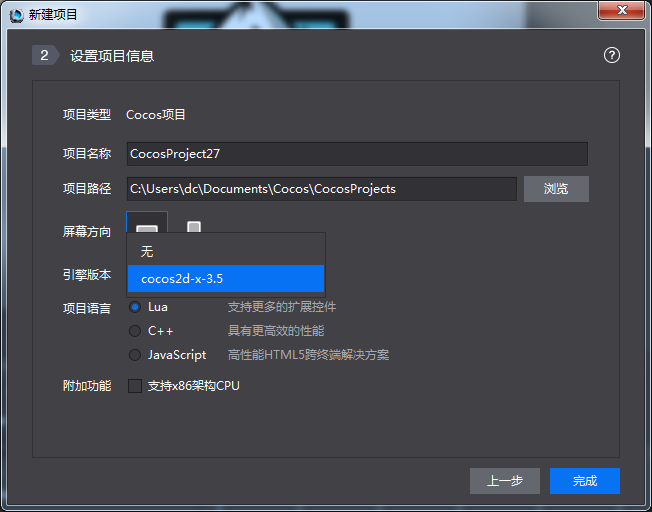 新建项目
2 设置项目信息 ?
项目类型 Cocos项目
项目名称 CocosProject27
项目路径 C:\Users\dc\Documents\Cocos\CocosProjects 浏览
屏幕方向
无
引擎版本 cocos2d-x-3.5
项目语言 Lua 支持更多的扩展控件
C++ 具有更高效的性能
JavaScript 高性能HTML5跨终端解决方案
附加功能 支持x86架构CPU
上一步 完成